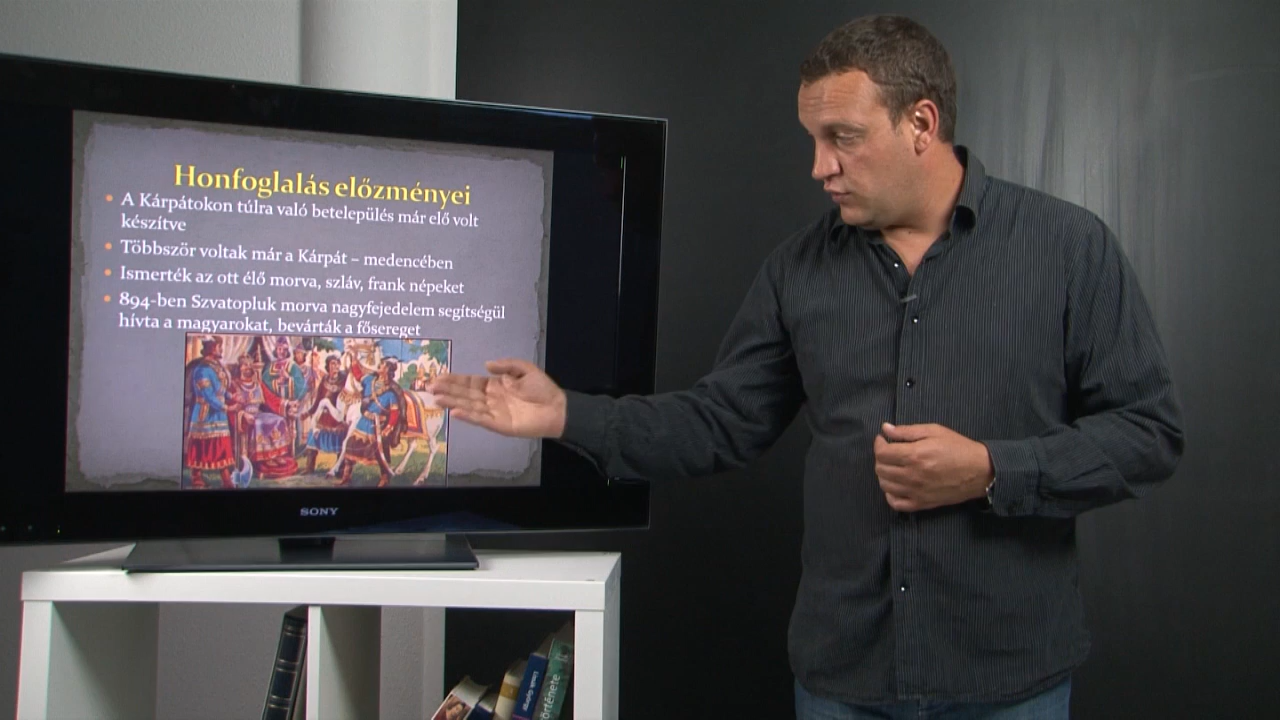 Honfoglalás előzményei
A Kárpátokon túlra való betelepülés már elő volt
készítve
Többször voltak már a Kárpát – medencében
Ismerték az ott élő morva, szláv, frank népeket
894-ben Szvatopluk morva nagyfejedelem segítségül
hívta a magyarokat, bevárták a fősereget
SONY